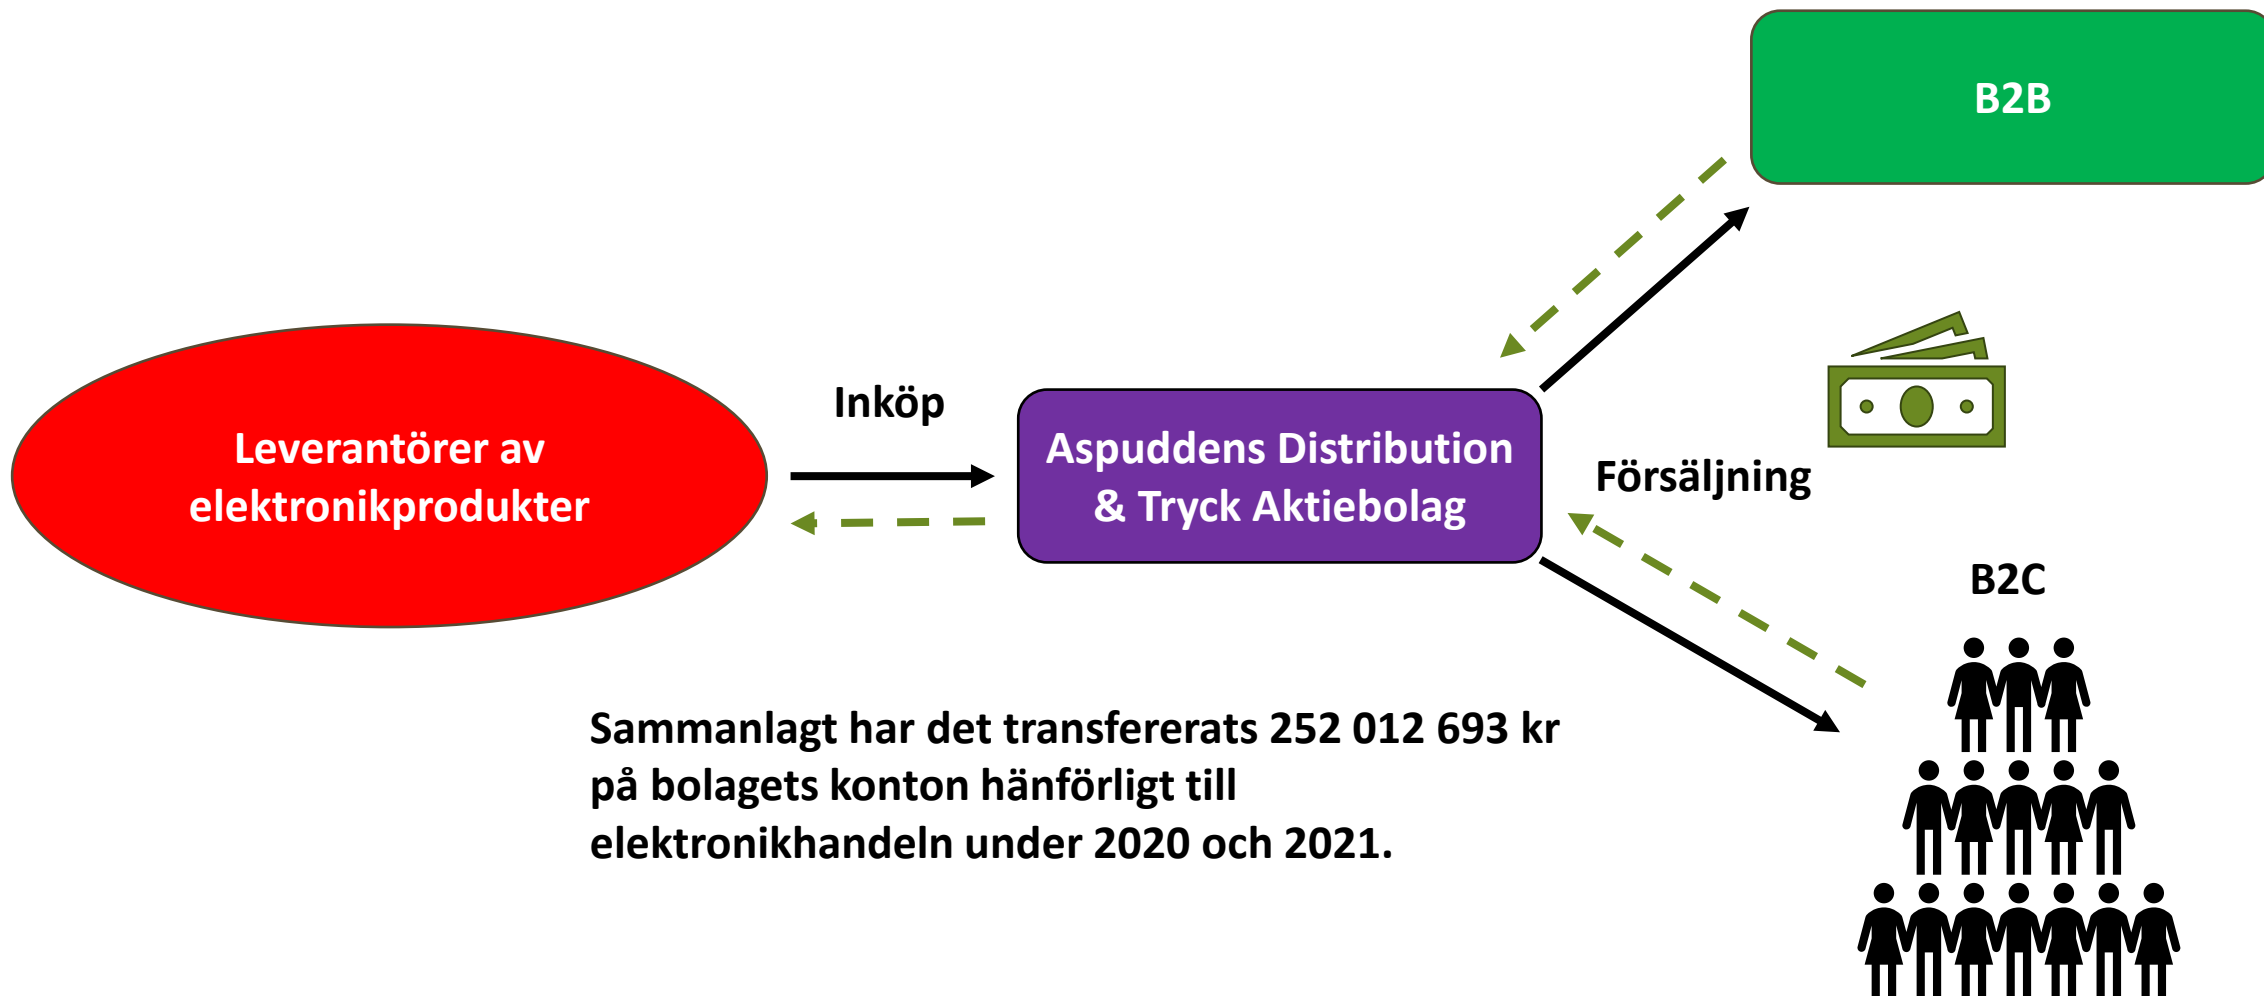 B2B
Inköp
Leverantörer av
elektronikprodukter
Aspuddens Distribution
& Tryck Aktiebolag
Försäljning
B2C
Sammanlagt har det transfererats 252 012 693 kr
på bolagets konton hänförligt till
elektronikhandeln under 2020 och 2021.